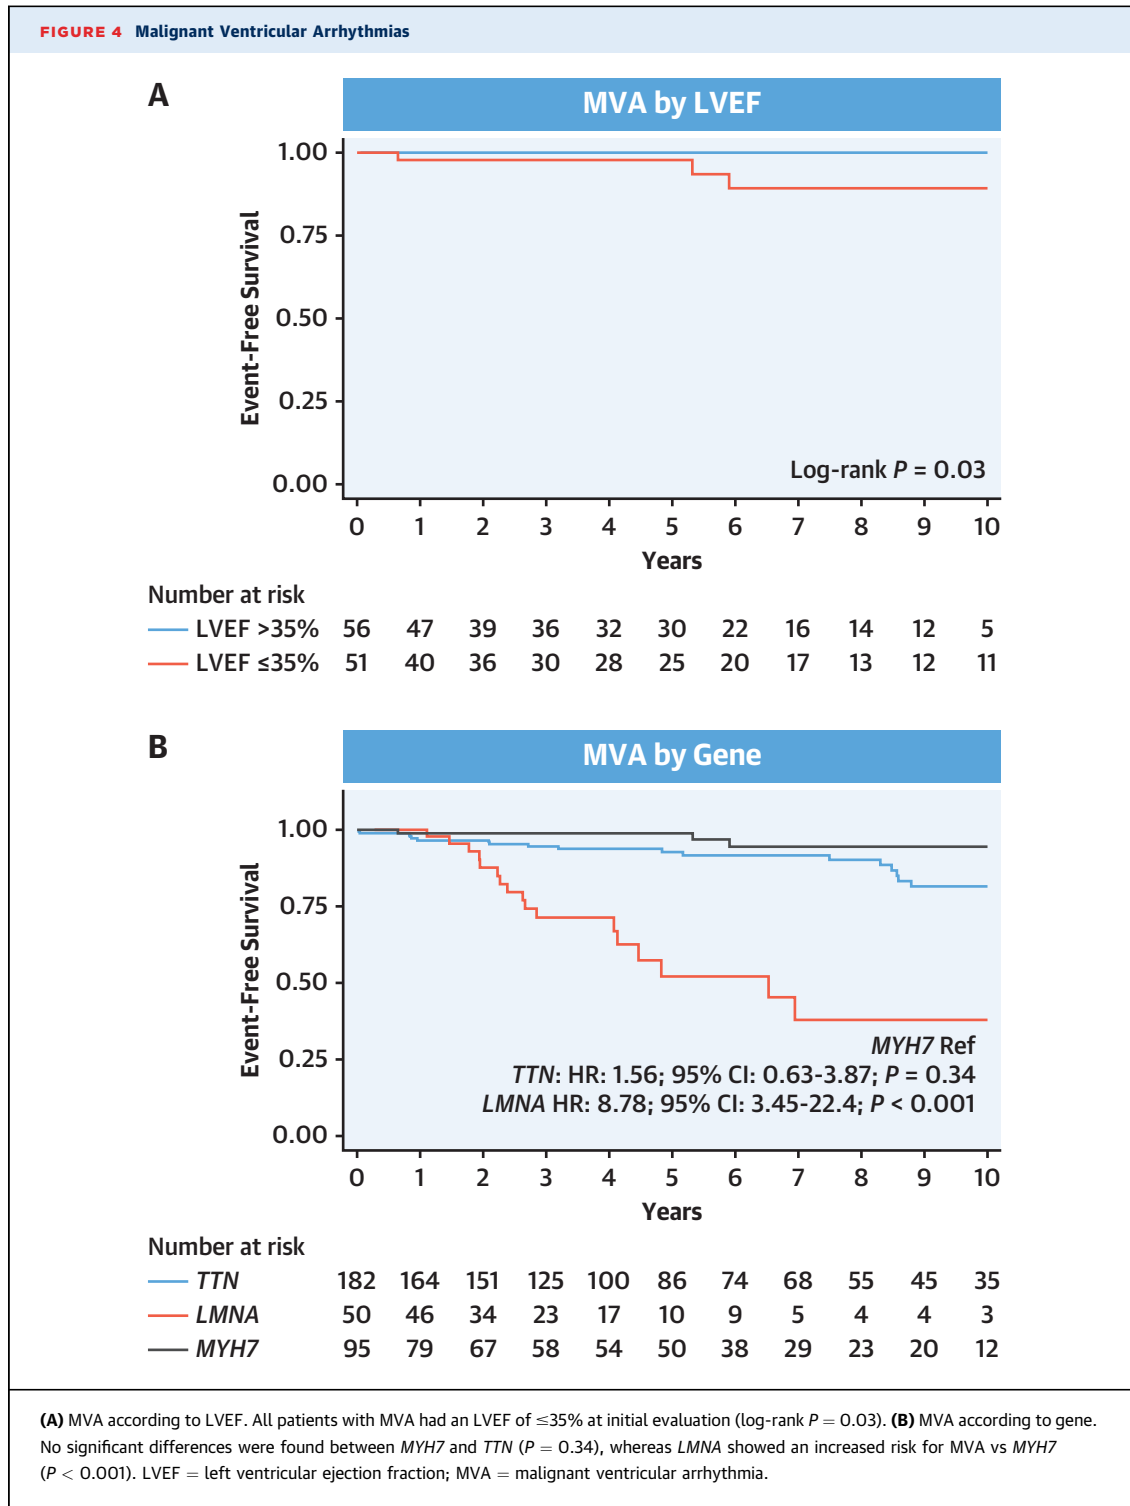 FIGURE 4 Malignant Ventricular Arrhythmias
A
MVA by LVEF
1.00
0.75
0.50
0.25
0.00
Event-Free Survival
Log-rank P = 0.03
0 1 2 3 4 5 6 7 8 9 10
Years
Number at risk
LVEF >35% 56 47 39 36 32 30 22 16 14 12 5
LVEF ≤35% 51 40 36 30 28 25 20 17 13 12 11
B
MVA by Gene
1.00
0.75
0.50
0.25
0.00
Event-Free Survival
MYH7 Ref
TTN: HR: 1.56; 95% CI: 0.63-3.87; P = 0.34
LMNA HR: 8.78; 95% CI: 3.45-22.4; P < 0.001
0 1 2 3 4 5 6 7 8 9 10
Years
Number at risk
TTN 182 164 151 125 100 86 74 68 55 45 35
LMNA 50 46 34 23 17 10 9 5 4 4 3
MYH7 95 79 67 58 54 50 38 29 23 20 12
(A) MVA according to LVEF. All patients with MVA had an LVEF of ≤35% at initial evaluation (log-rank P = 0.03). (B) MVA according to gene.
No significant differences were found between MYH7 and TTN (P = 0.34), whereas LMNA showed an increased risk for MVA vs MYH7
(P < 0.001). LVEF = left ventricular ejection fraction; MVA = malignant ventricular arrhythmia.